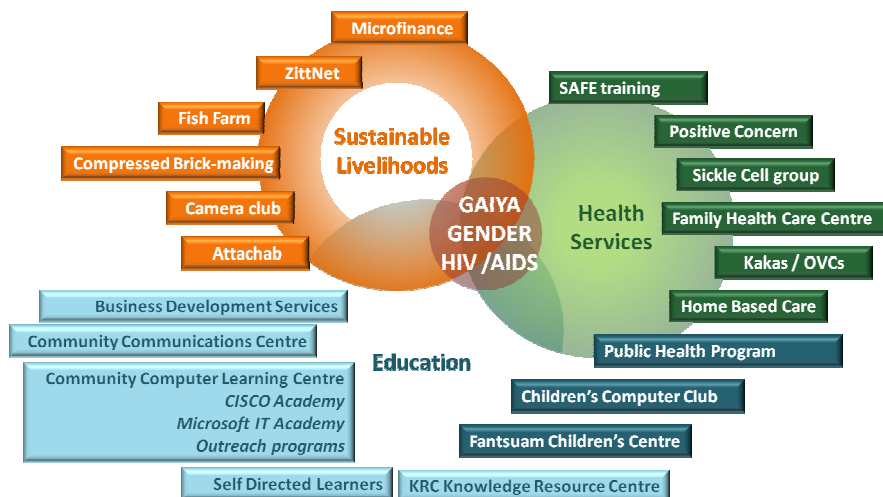 Microfinance
ZittNet
Fish Farm
Compressed Brick-making
Camera club
Attachab
Sustainable
Livelihoods
GAIYA
GENDER
HIV /AIDS
Health
Services
SAFE training
Positive Concern
Sickle Cell group
Family Health Care Centre
Kakas / OVCs
Home Based Care
Public Health Program
Children's Computer Club
Fantsuam Children's Centre
Education
Business Development Services
Community Communications Centre
Community Computer Learning Centre
CISCO Academy
Microsoft IT Academy
Outreach programs
Self Directed Learners
KRC Knowledge Resource Centre